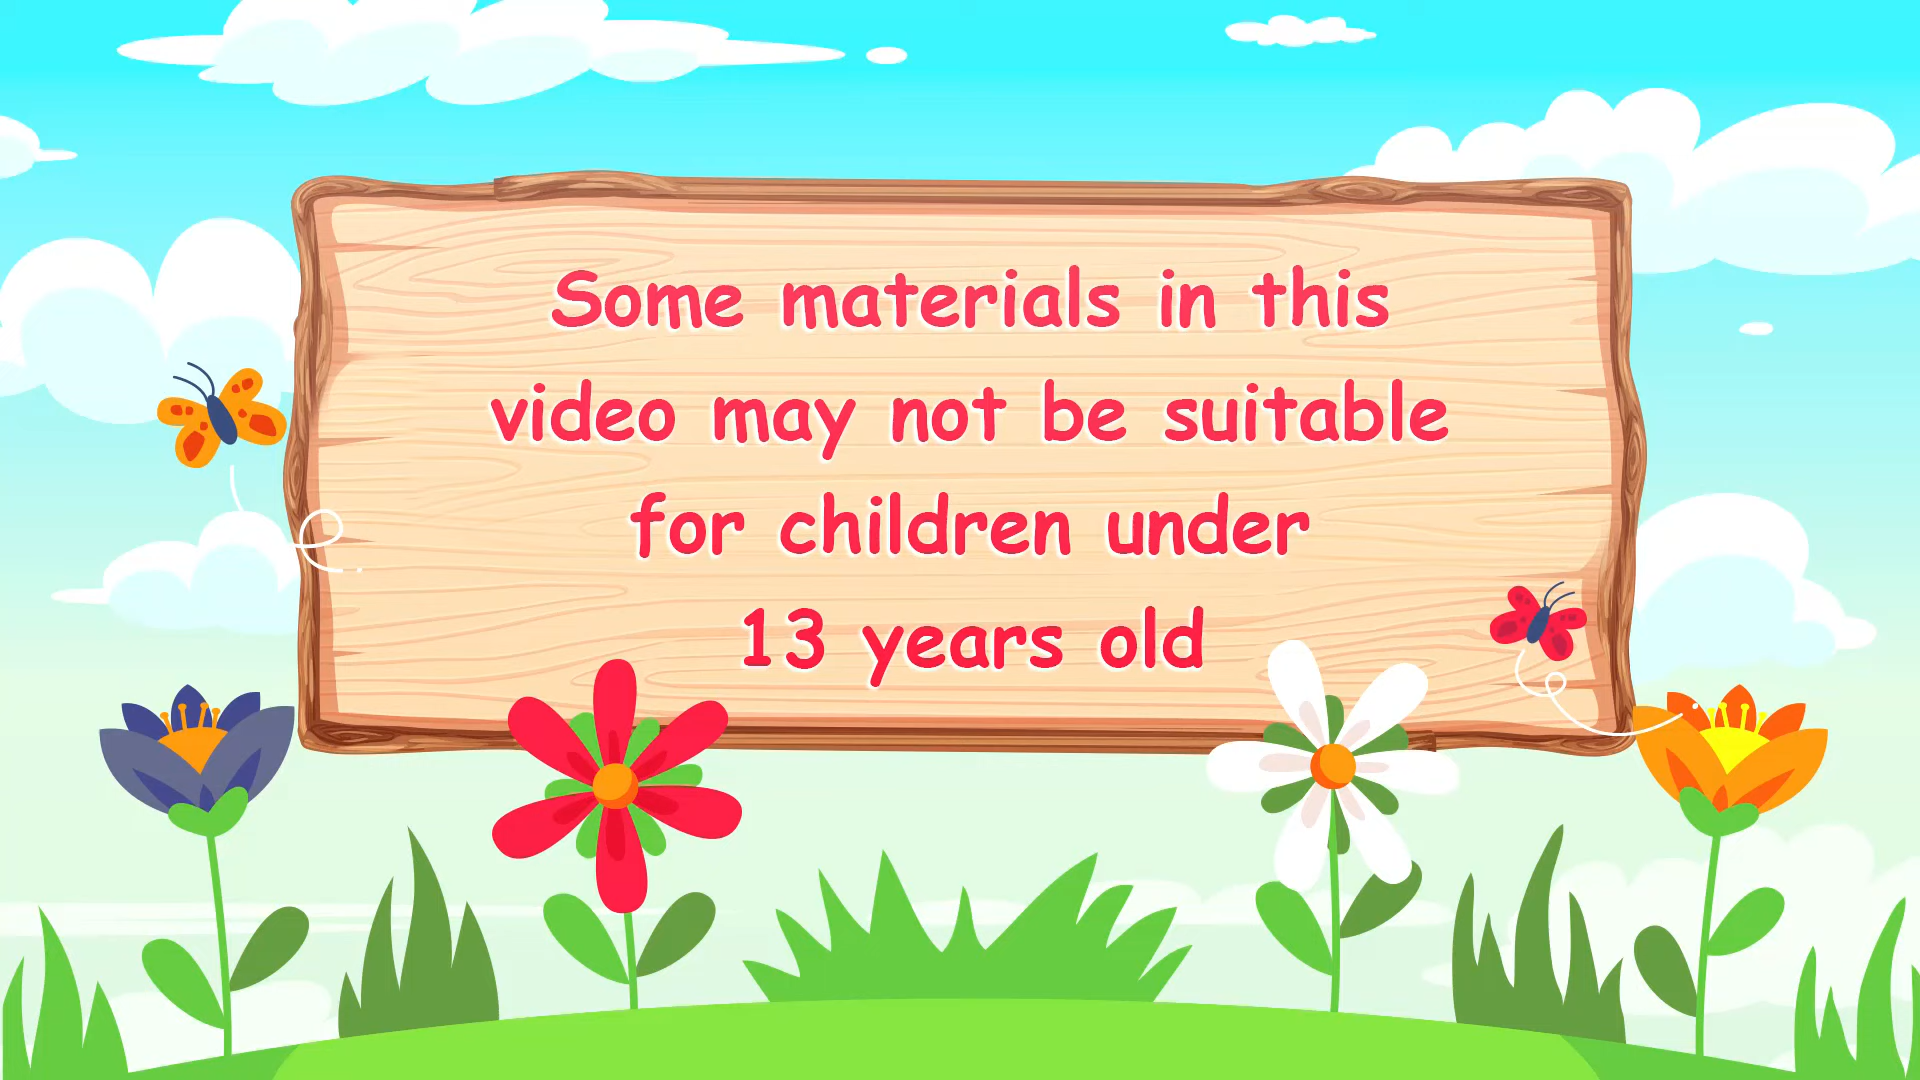 Some materials in this
video may not be suitable
for children under
13 years old